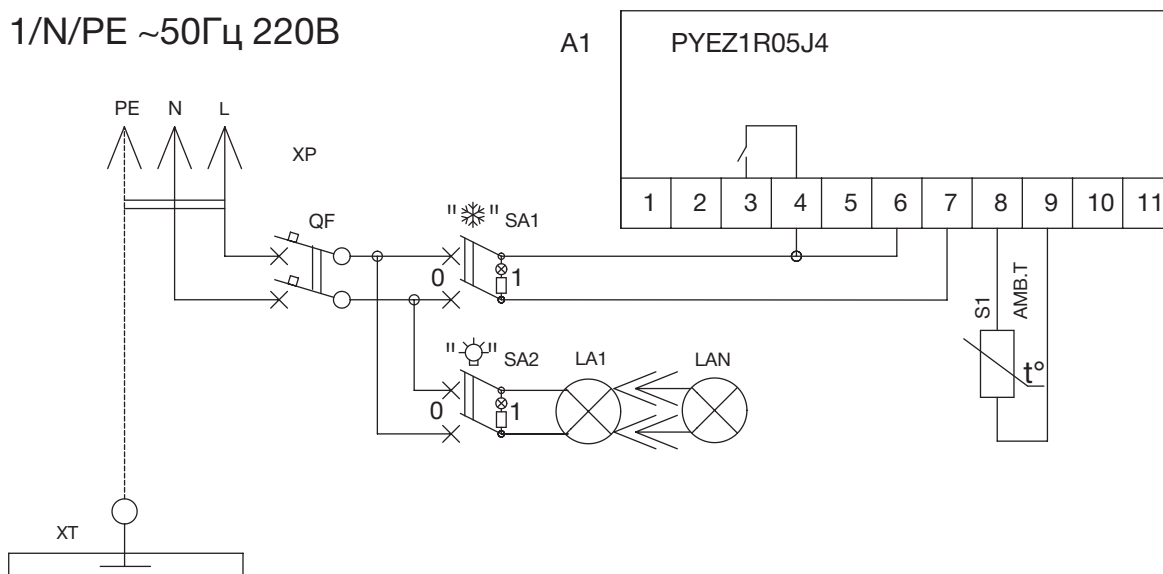 1/N/PE ~50Гц 220В
A1 PYEZ1R05J4
PE N L
XP
1 2 3 4 5 6 7 8 9 10 11
QF
" " SA1
0 1
S1
AMB.T
" " SA2 LA1 LAN
0 1
t°
XT